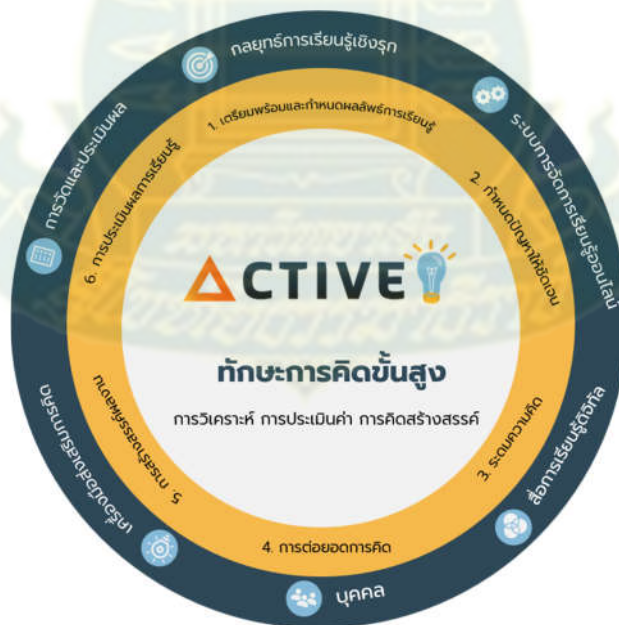 กลยุทธ์การเรียนรู้เชิงรุก
ระบบการจัดการเรียนรู้ออนไลน์
สื่อการเรียนรู้ดิจิทัล
บุคคล
เครื่องมือสื่อสารบนคลาวด์
การวัดและประเมินผล
1. เตรียมพร้อมและกำหนดผลลัพธ์การเรียนรู้
2. กำหนดปัญหาให้ชัดเจน
3. ระดมความคิด
4. การต่อยอดการคิด
5. การสร้างสรรค์ผลงาน
6. การประเมินผลการเรียนรู้
ACTIVE
ทักษะการคิดขั้นสูง
การวิเคราะห์ การประเมินค่า การคิดสร้างสรรค์